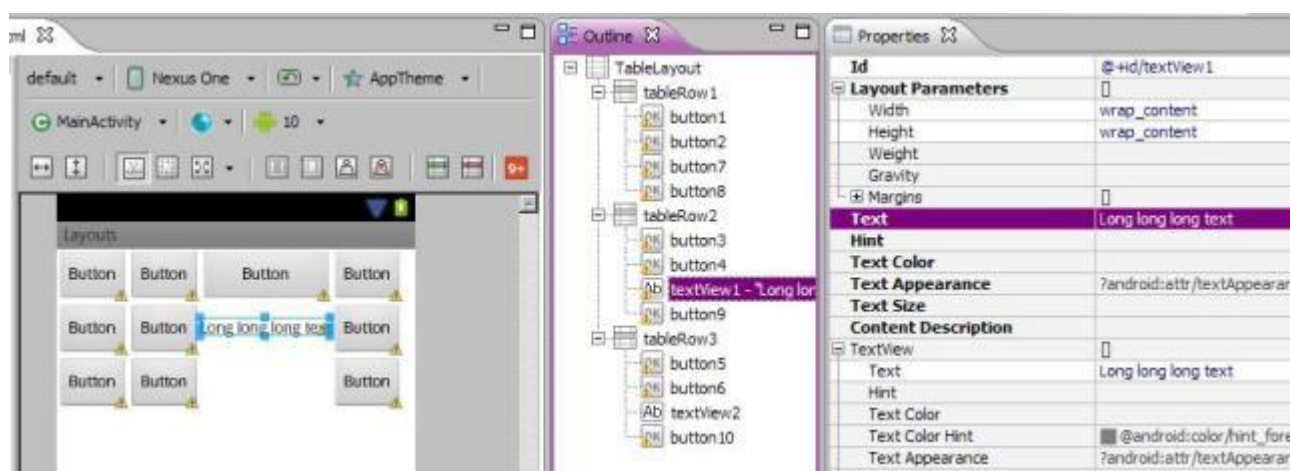 ml
default
Nexus One
AppTheme
MainActivity
10
9+
Layouts
Button Button Button Button
Button Button Long long long tex Button
Button Button Button
Outline
TableLayout
tableRow1
button1
button2
button7
button8
tableRow2
button3
button4
Ab textView1 - "Long lon
button9
tableRow3
button5
button6
Ab textView2
button10
Properties
Id @+id/textView1
Layout Parameters []
Width wrap_content
Height wrap_content
Weight
Gravity
Margins []
Text Long long long text
Hint
Text Color
Text Appearance ?android:attr/textAppearan
Text Size
Content Description
TextView []
Text Long long long text
Hint
Text Color
Text Color Hint @android:color/hint_fore
Text Appearance ?android:attr/textAppearan